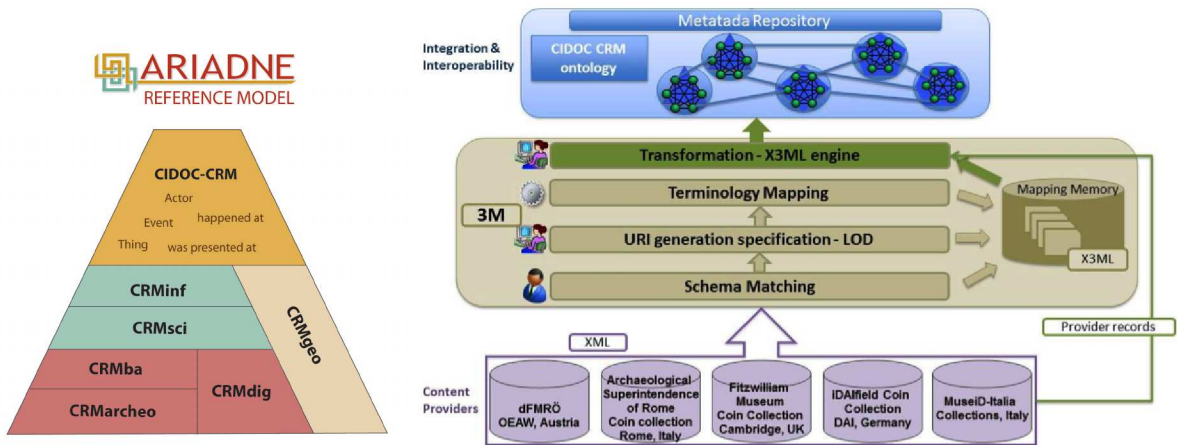 ARIADNE
REFERENCE MODEL
CIDOC-CRM
Actor
happened at
Event
Thing
was presented at
CRMinf
CRMsci
CRMgeo
CRMba
CRMdig
CRMarcheo
Metatada Repository
Integration &
Interoperability
CIDOC CRM
ontology
Transformation - X3ML engine
Terminology Mapping
Mapping Memory
3M
URI generation specification - LOD
X3ML
Schema Matching
Provider records
XML
Content
Providers
dFMRÖ
OEAW, Austria
Archaeological
Superintendence
of Rome
Coin collection
Rome, Italy
Fitzwiliam
Museum
Coin Collection
Cambridge, UK
iDAIfield Coin
Collection
DAI, Germany
MuseiD-Italia
Collections, Italy